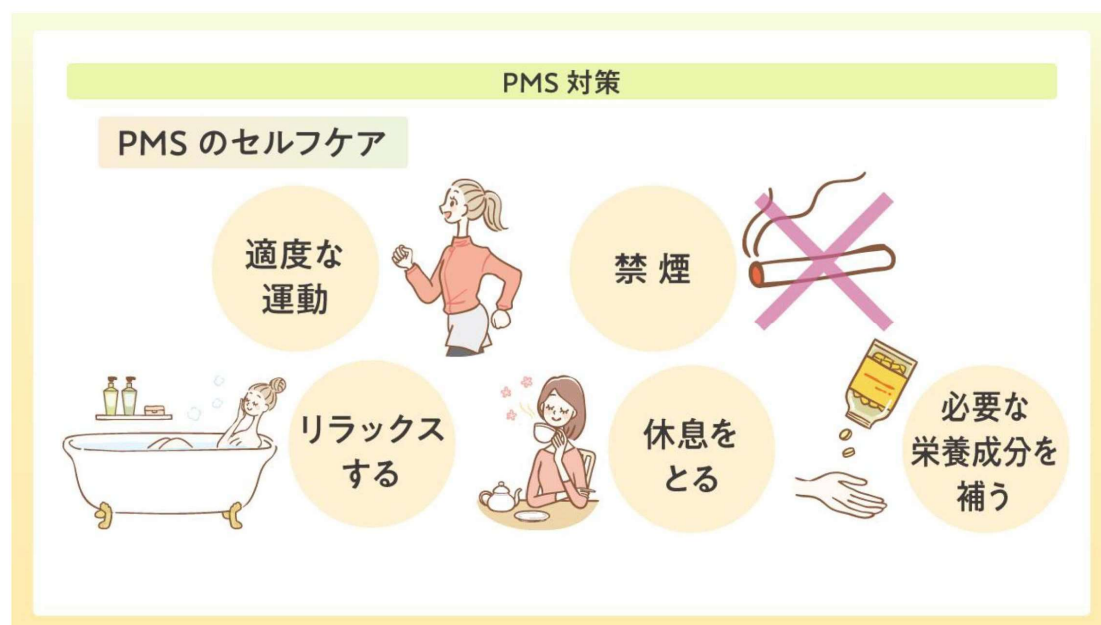 PMS 対策
PMS のセルフケア
適度な
運動
禁 煙
リラックス
する
休息を
とる
必要な
栄養成分を
補う